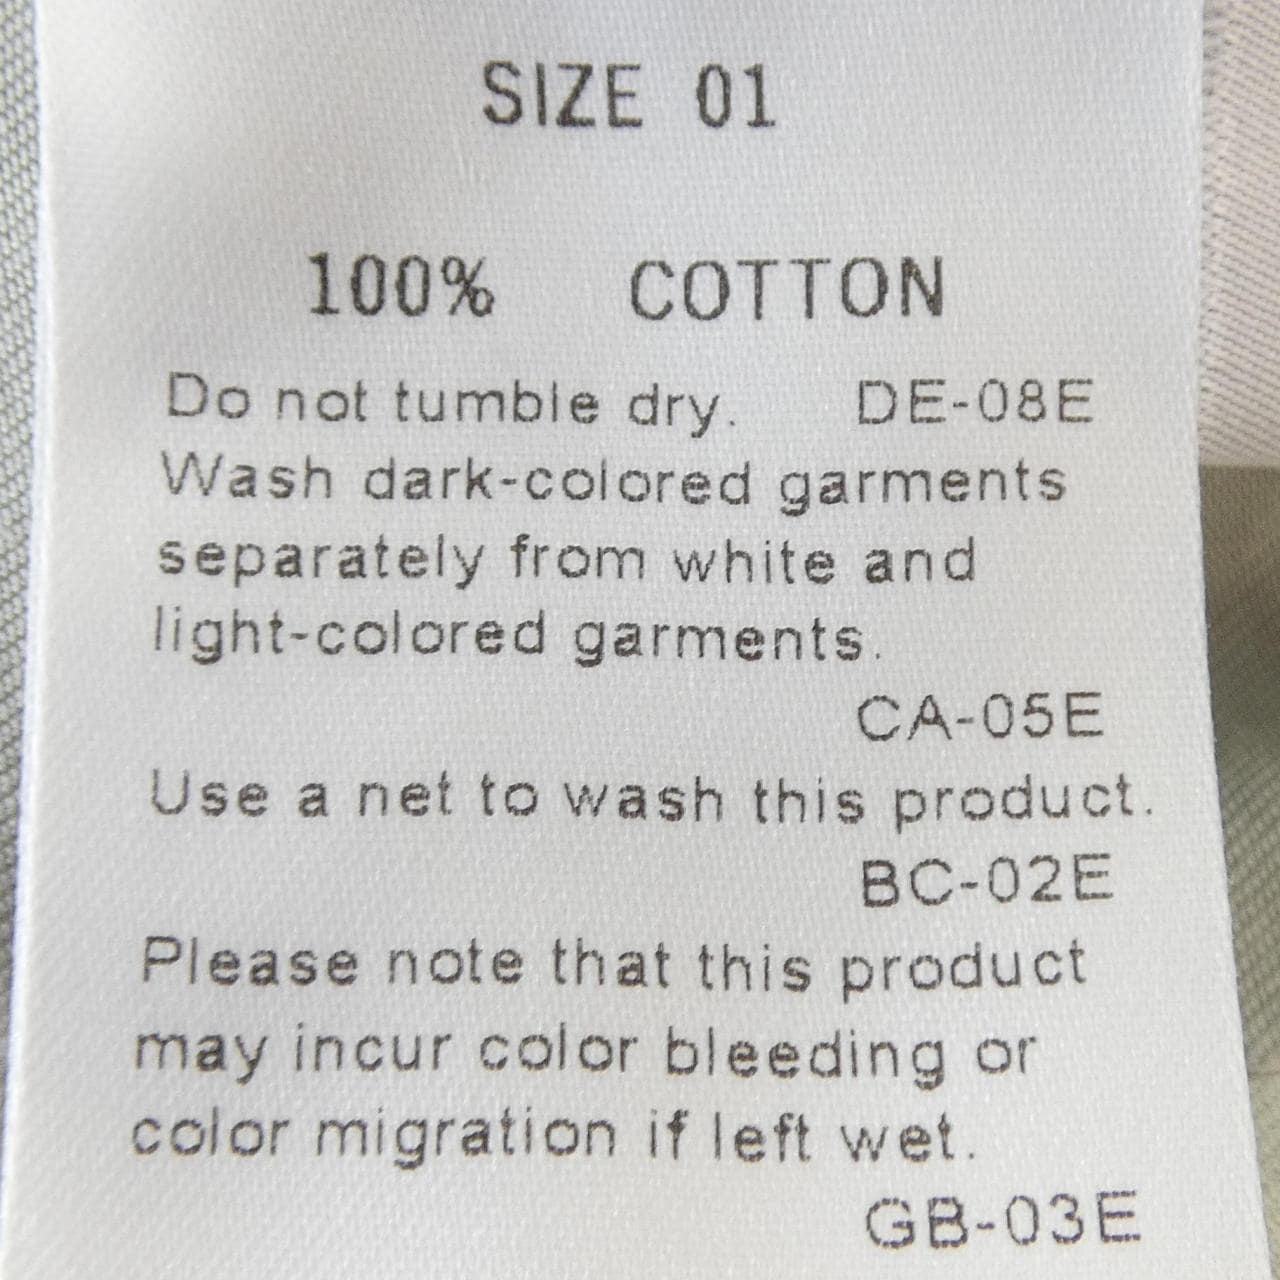 SIZE 01
100% COTTON
Do not tumble dry. DE-08E
Wash dark-colored garments
separately from white and
light-colored garments.
CA-05E
Use a net to wash this product.
BC-02E
Please note that this product
may incur color bleeding or
color migration if left wet.
GB-03E